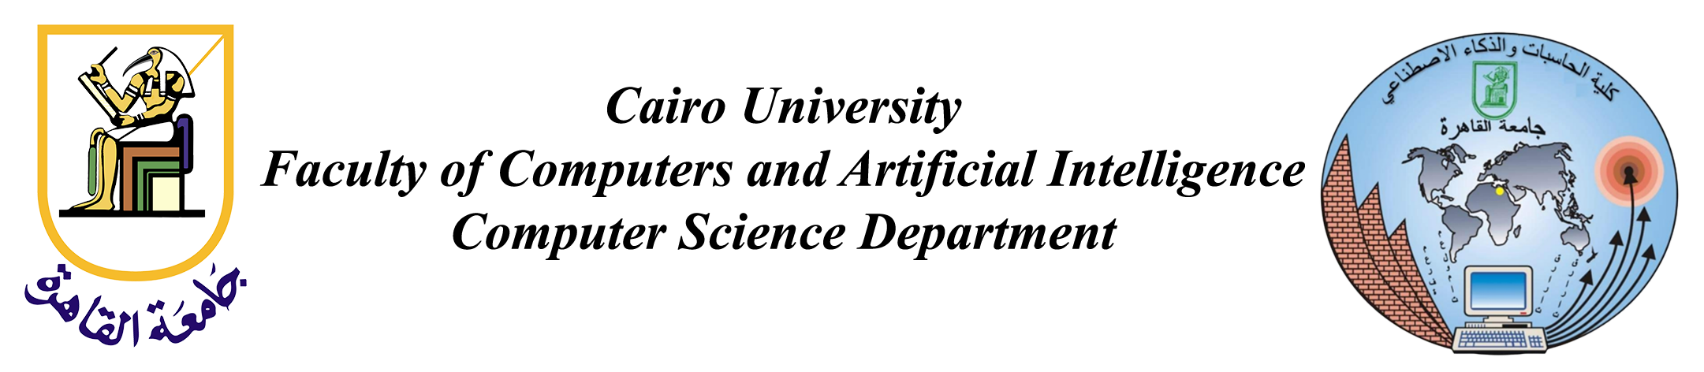 جامعة القاهرة
Cairo University
Faculty of Computers and Artificial Intelligence
Computer Science Department
كلية الحاسبات والذكاء الاصطناعي
جامعة القاهرة